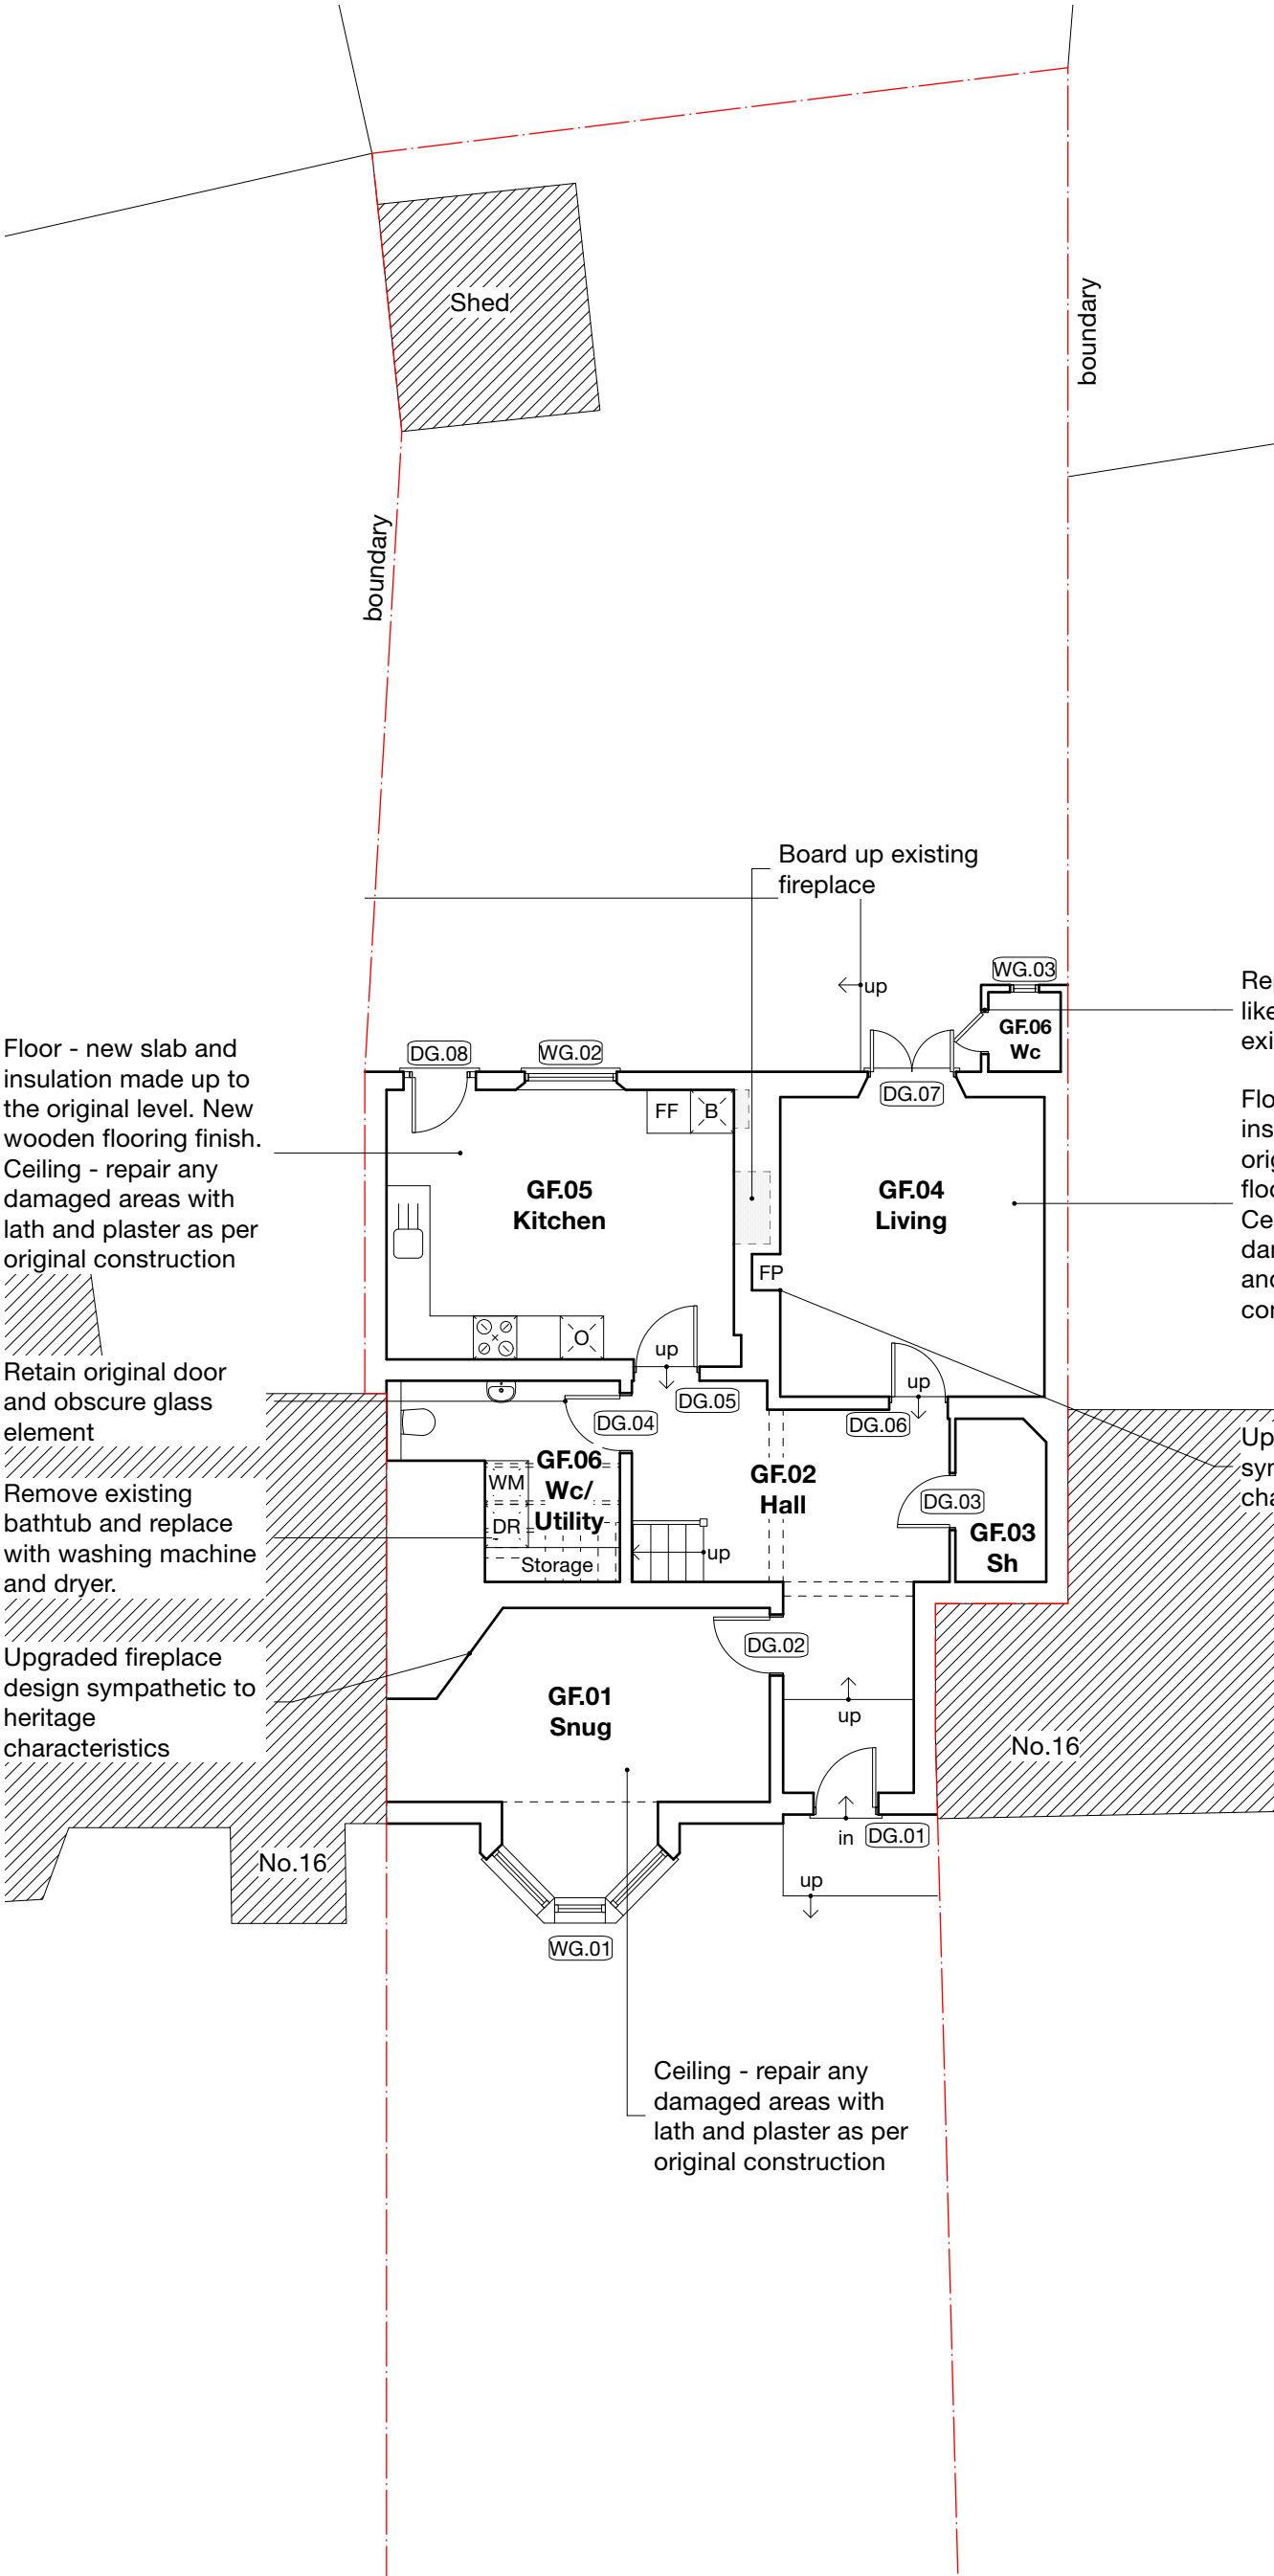 Shed
boundary
boundary
Board up existing
fireplace
up
WG.03
GF.06
Wc
Floor - new slab and
insulation made up to
the original level. New
wooden flooring finish.
Ceiling - repair any
damaged areas with
lath and plaster as per
original construction
DG.08
WG.02
DG.07
FF
B
GF.05
Kitchen
GF.04
Living
FP
O
up
DG.05
up
DG.06
Retain original door
and obscure glass
element
DG.04
GF.06
Wc/
Utility
WM
DR
Storage
GF.02
Hall
up
DG.03
GF.03
Sh
Remove existing
bathtub and replace
with washing machine
and dryer.
Upgraded fireplace
design sympathetic to
heritage
characteristics
DG.02
GF.01
Snug
up
No.16
in
DG.01
up
No.16
WG.01
Ceiling - repair any
damaged areas with
lath and plaster as per
original construction